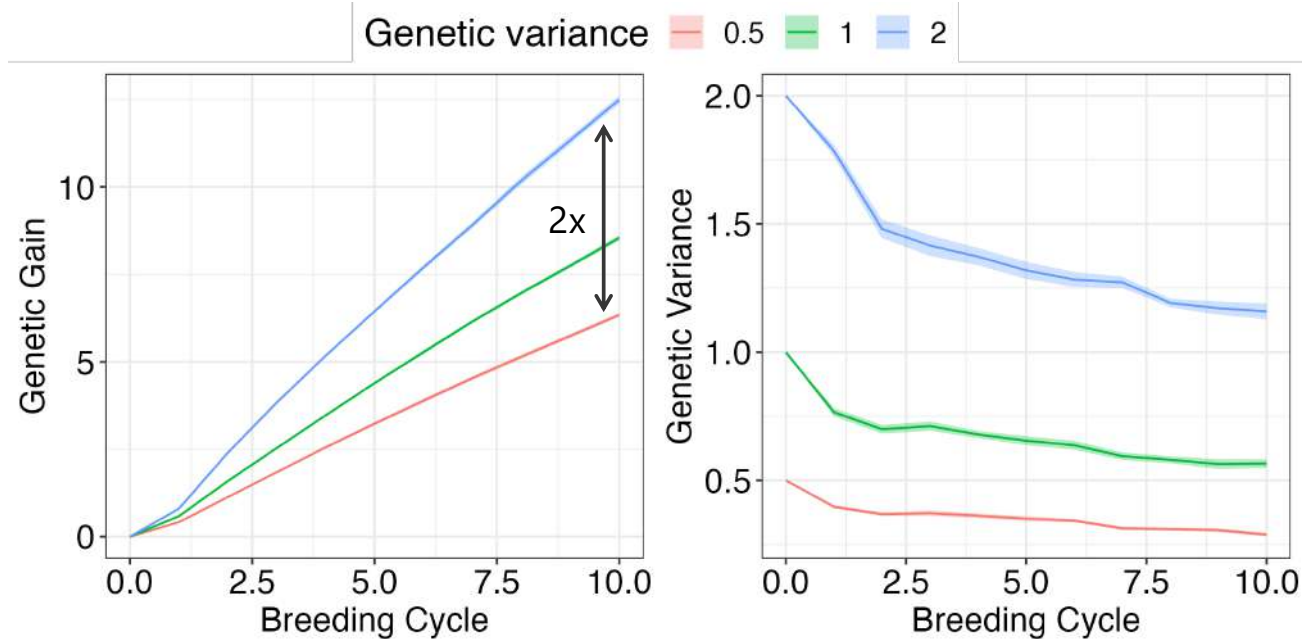 Genetic variance 0.5 1 2
Genetic Gain
10
5
0
2x
0.0 2.5 5.0 7.5 10.0
Breeding Cycle
Genetic Variance
2.0
1.5
1.0
0.5
0.0 2.5 5.0 7.5 10.0
Breeding Cycle